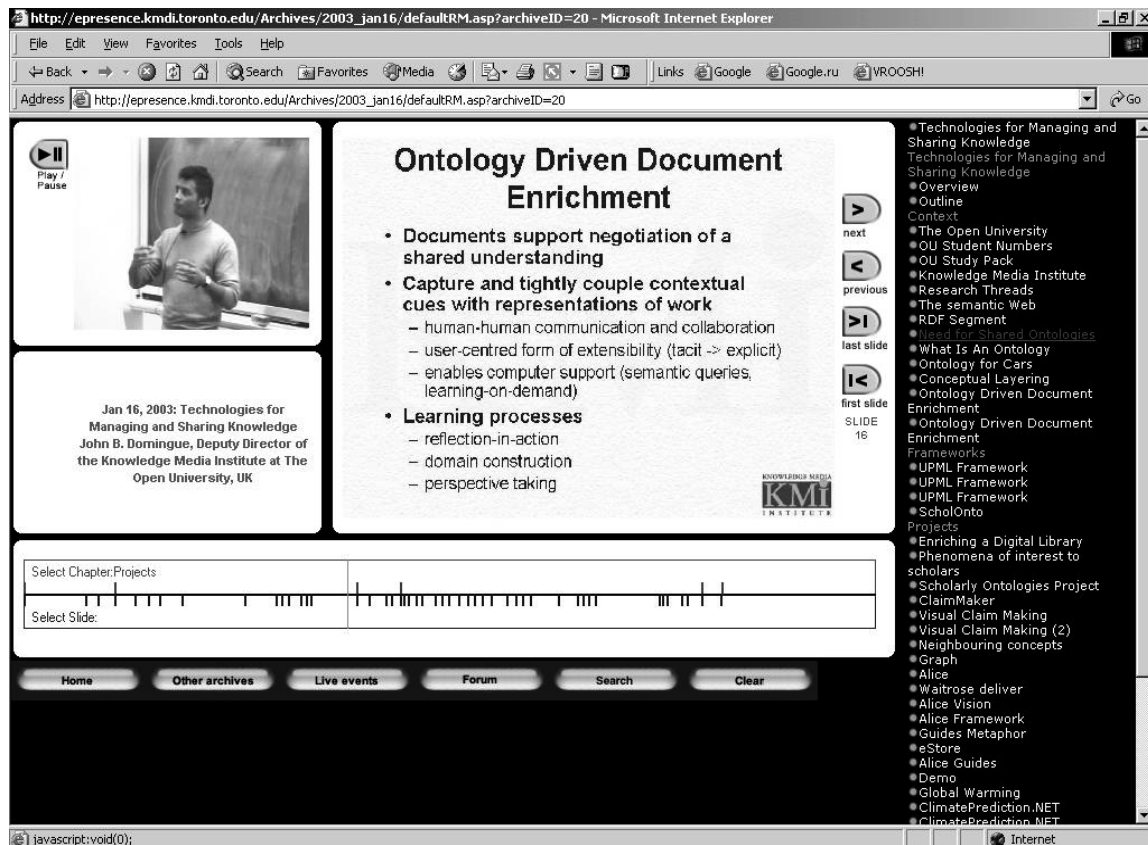 http://epresence.kmdi.toronto.edu/Archives/2003_jan16/defaultRM.asp?archiveID=20 - Microsoft Internet Explorer
File Edit View Favorites Tools Help
Back Search Favorites Media Links Google Google.ru VROOSH!
Address http://epresence.kmdi.toronto.edu/Archives/2003_jan16/defaultRM.asp?archiveID=20 Go
Play /
Pause
Ontology Driven Document
Enrichment
• Documents support negotiation of a
shared understanding
• Capture and tightly couple contextual
cues with representations of work
– human-human communication and collaboration
– user-centred form of extensibility (tacit -> explicit)
– enables computer support (semantic queries,
learning-on-demand)
• Learning processes
– reflection-in-action
– domain construction
– perspective taking
KNOWLEDGE MEDIA
KMi
INSTITUTE
next
previous
last slide
first slide
SLIDE
16
Jan 16, 2003: Technologies for
Managing and Sharing Knowledge
John B. Domingue, Deputy Director of
the Knowledge Media Institute at The
Open University, UK
Select Chapter:Projects
Select Slide:
Home Other archives Live events Forum Search Clear
Technologies for Managing and
Sharing Knowledge
Technologies for Managing and
Sharing Knowledge
Overview
Outline
Context
The Open University
OU Student Numbers
OU Study Pack
Knowledge Media Institute
Research Threads
The semantic Web
RDF Segment
Need for Shared Ontologies
What Is An Ontology
Ontology for Cars
Conceptual Layering
Ontology Driven Document
Enrichment
Ontology Driven Document
Enrichment
Frameworks
UPML Framework
UPML Framework
UPML Framework
ScholOnto
Projects
Enriching a Digital Library
Phenomena of interest to
scholars
Scholarly Ontologies Project
ClaimMaker
Visual Claim Making
Visual Claim Making (2)
Neighbouring concepts
Graph
Alice
Waitrose deliver
Alice Vision
Alice Framework
Guides Metaphor
eStore
Alice Guides
Demo
Global Warming
ClimatePrediction.NET
ClimatePrediction.NET
javascript:void(0); Internet